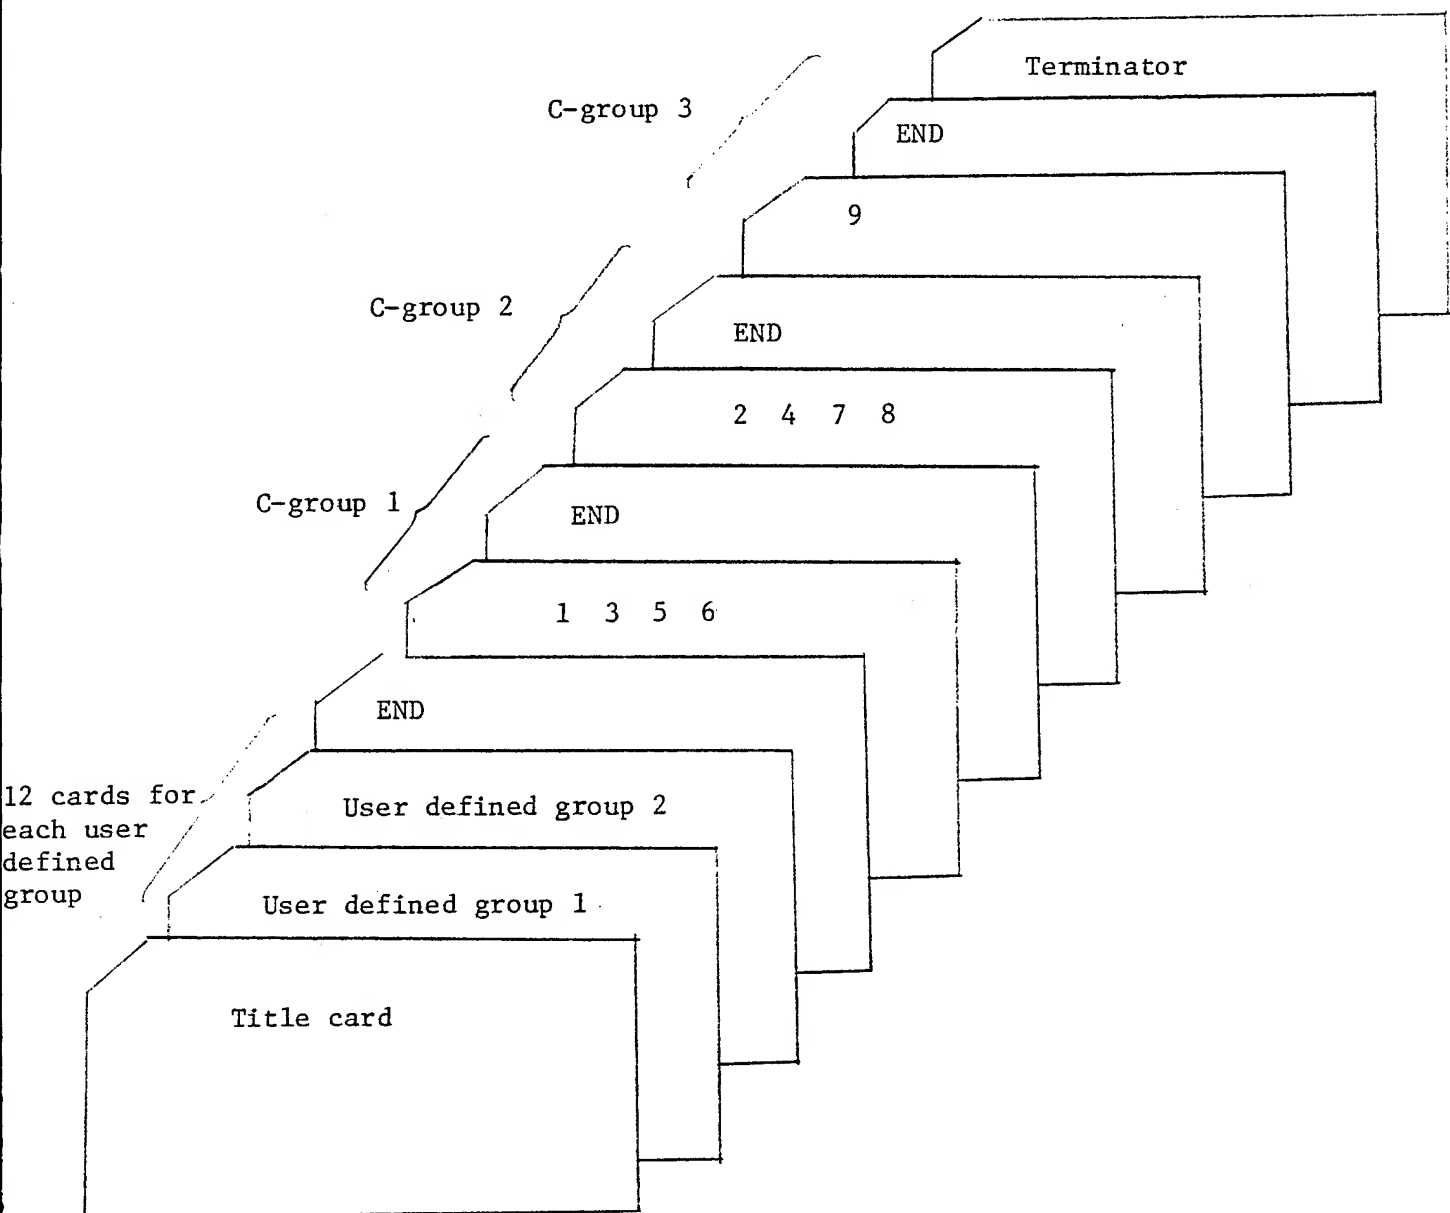 Terminator
C-group 3
END
9
C-group 2
END
2 4 7 8
C-group 1
END
1 3 5 6
END
12 cards for
each user
defined
group
User defined group 2
User defined group 1
Title card